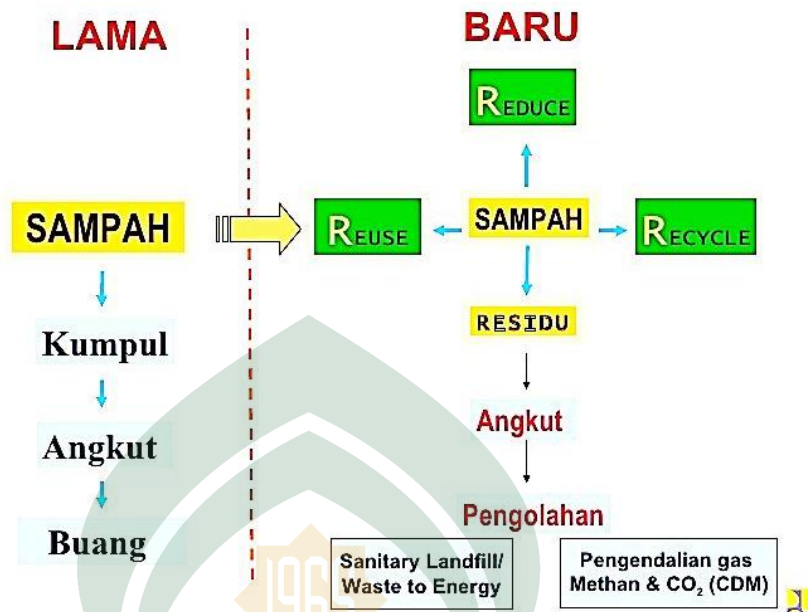 LAMA
BARU
REDUCE
SAMPAH
REUSE
SAMPAH
RECYCLE
Kumpul
RESIDU
Angkut
Angkut
Buang
Pengolahan
Sanitary Landfill/
Waste to Energy
Pengendalian gas
Methan & CO₂ (CDM)